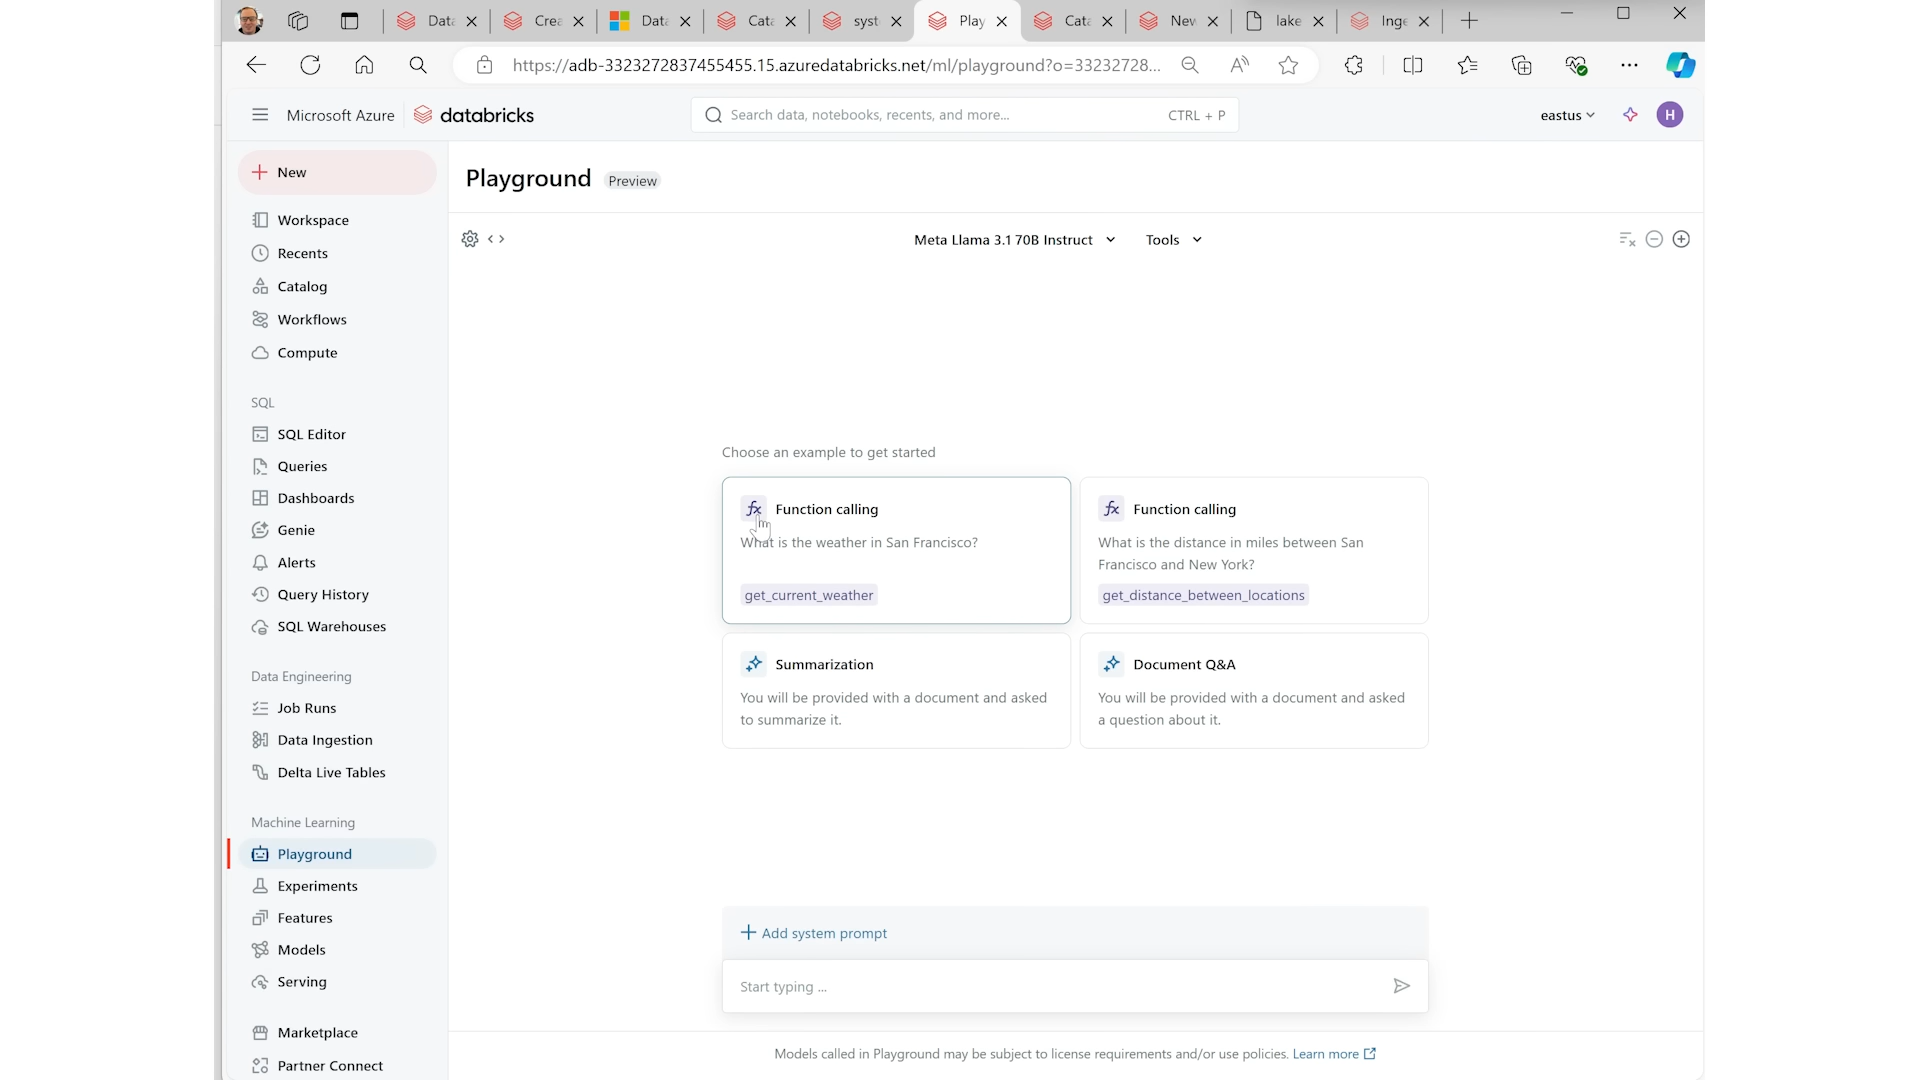 Data
Crea
Data
Cata
syst
Play
Cata
New
lake
Inge
https://adb-3323272837455455.15.azuredatabricks.net/ml/playground?o=33232728...
Microsoft Azure
databricks
Search data, notebooks, recents, and more...
CTRL + P
eastus
H
New
Workspace
Recents
Catalog
Workflows
Compute
SQL
SQL Editor
Queries
Dashboards
Genie
Alerts
Query History
SQL Warehouses
Data Engineering
Job Runs
Data Ingestion
Delta Live Tables
Machine Learning
Playground
Experiments
Features
Models
Serving
Marketplace
Partner Connect
Playground
Preview
Meta Llama 3.1 70B Instruct
Tools
Choose an example to get started
fx Function calling
What is the weather in San Francisco?
get_current_weather
fx Function calling
What is the distance in miles between San
Francisco and New York?
get_distance_between_locations
Summarization
You will be provided with a document and asked
to summarize it.
Document Q&A
You will be provided with a document and asked
a question about it.
Add system prompt
Start typing ...
Models called in Playground may be subject to license requirements and/or use policies. Learn more